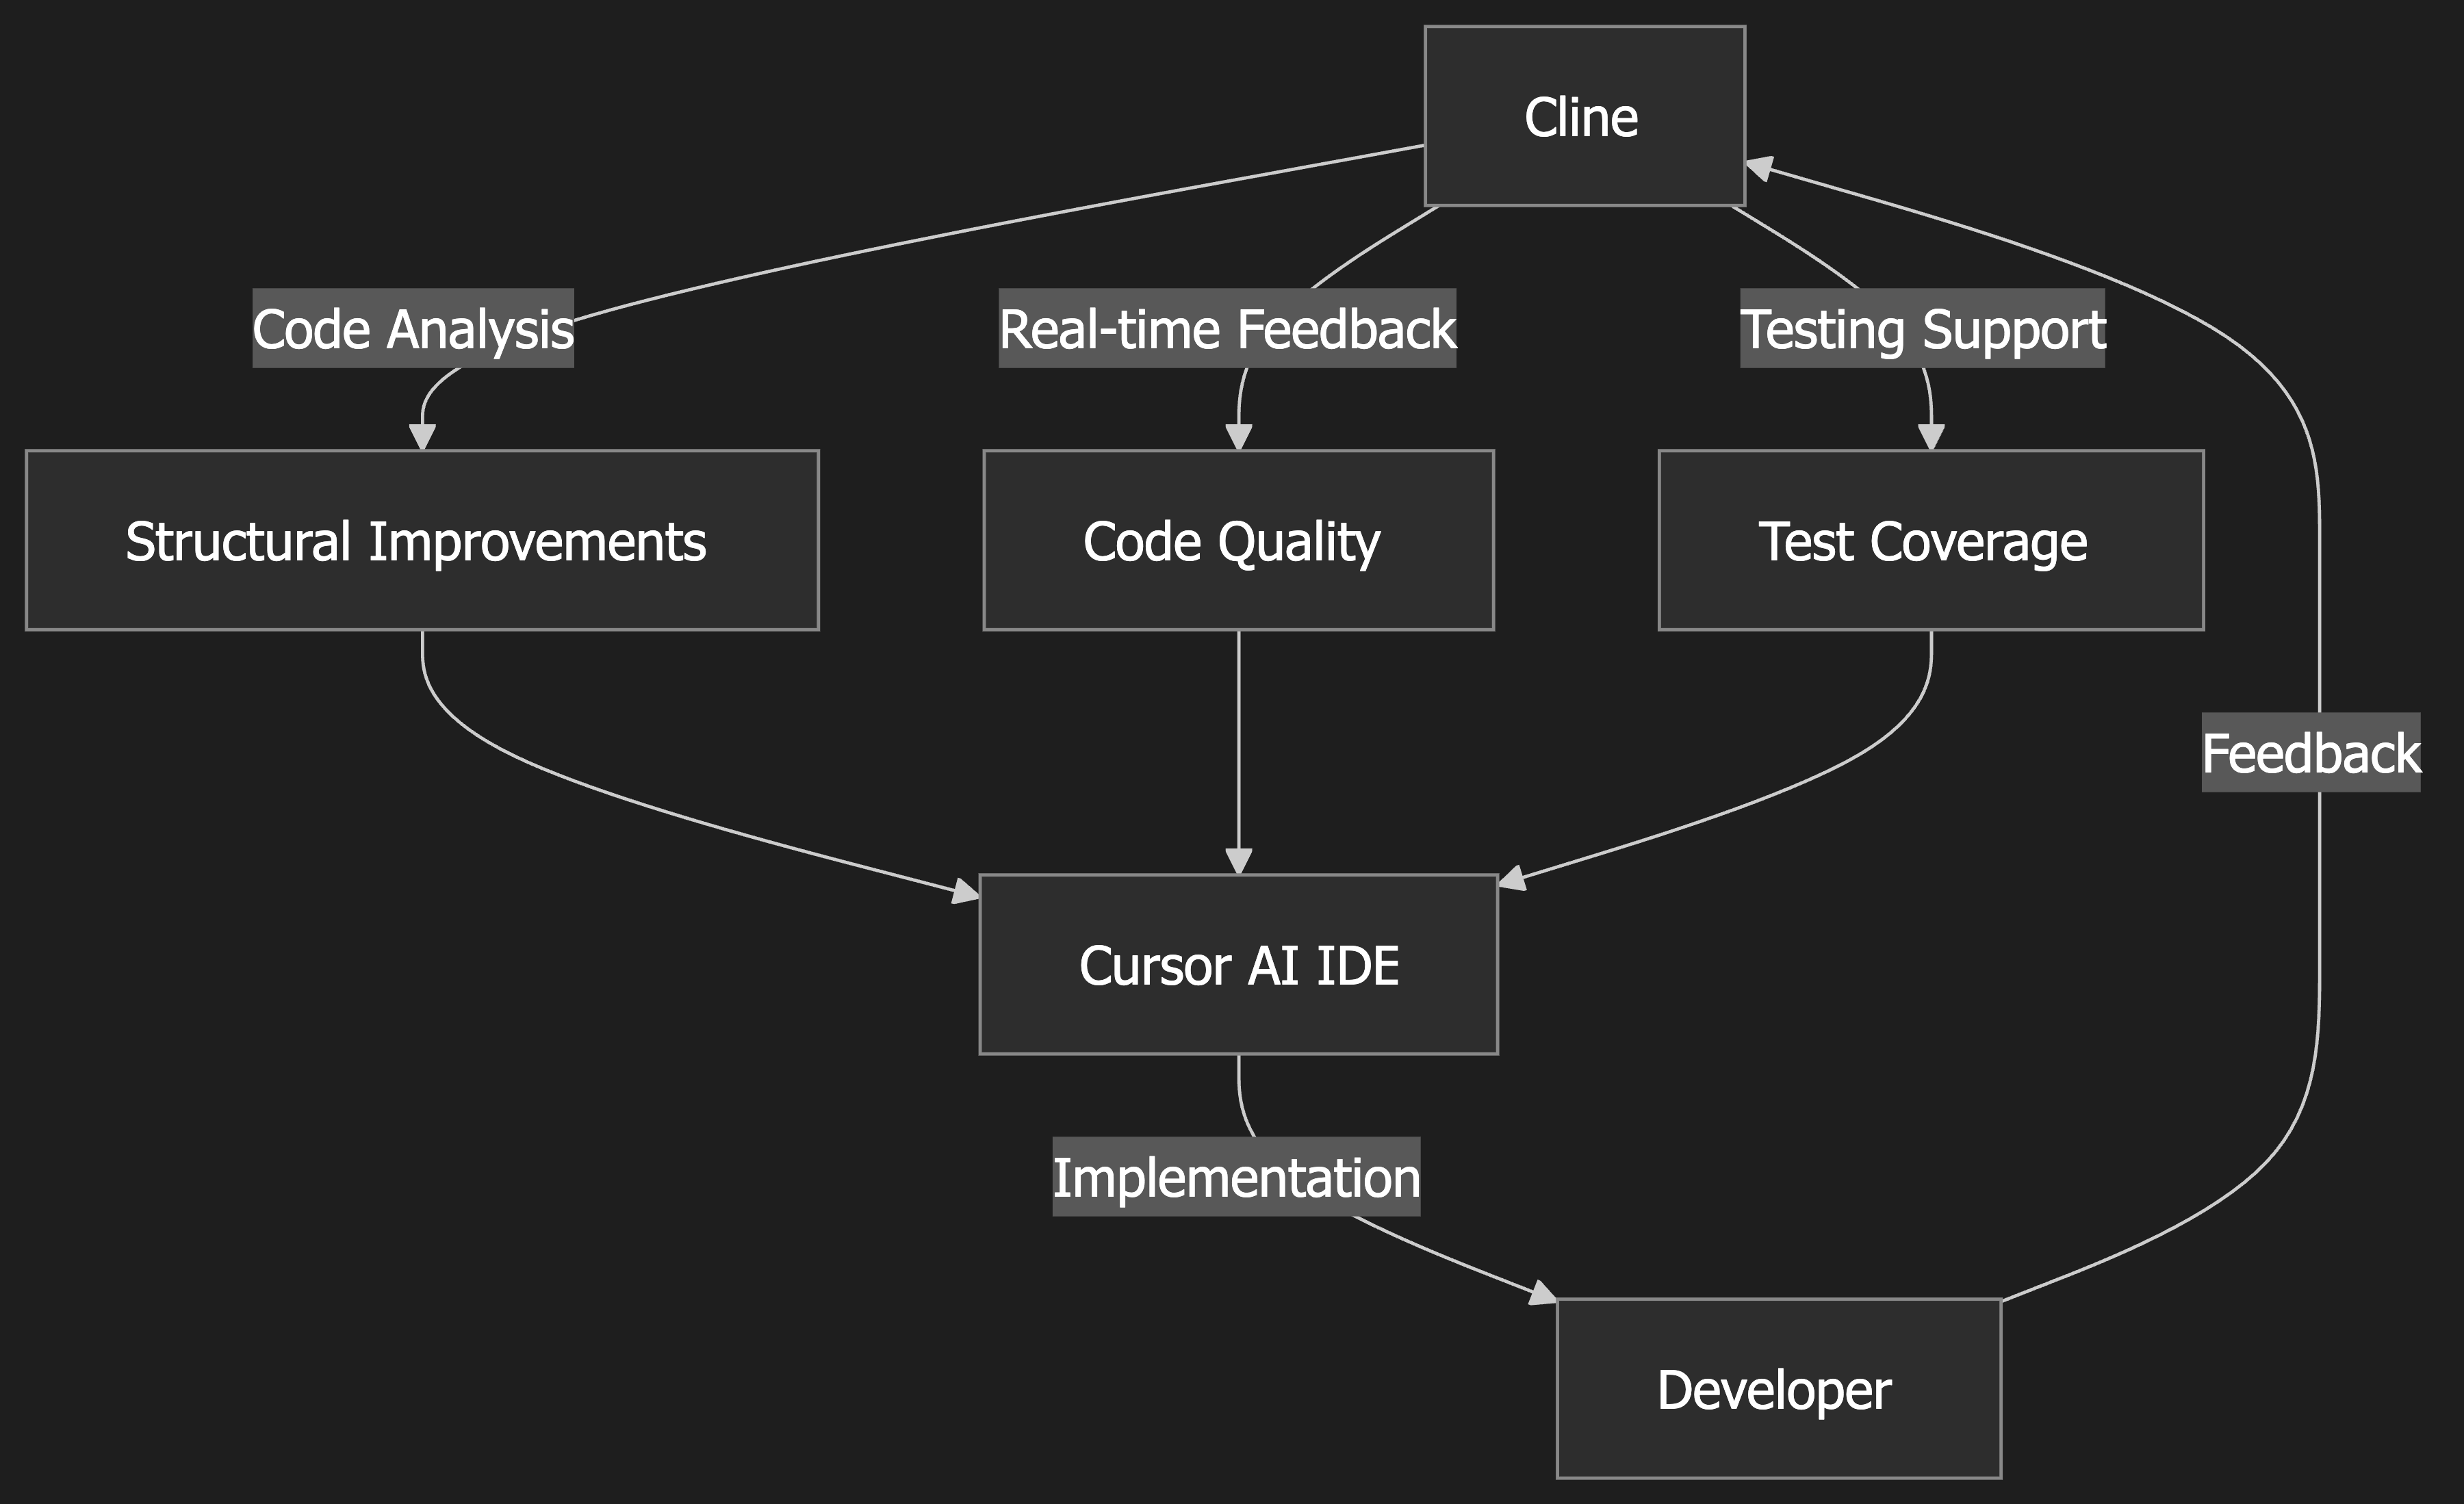 Cline
Code Analysis
Real-time Feedback
Testing Support
Structural Improvements
Code Quality
Test Coverage
Feedback
Cursor AI IDE
Implementation
Developer